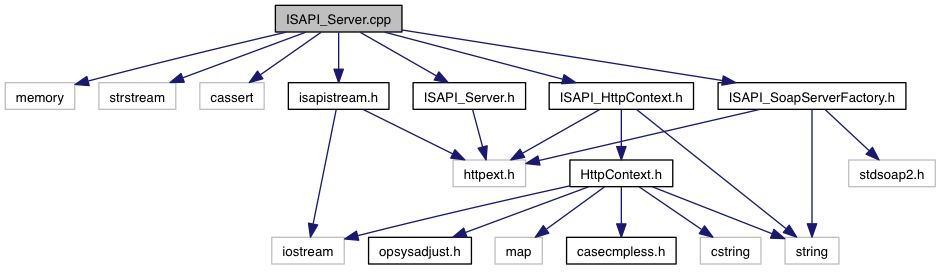 ISAPI_Server.cpp
memory
strstream
cassert
isapistream.h
ISAPI_Server.h
ISAPI_HttpContext.h
ISAPI_SoapServerFactory.h
httpext.h
HttpContext.h
stdsoap2.h
iostream
opsysadjust.h
map
casecmpless.h
cstring
string